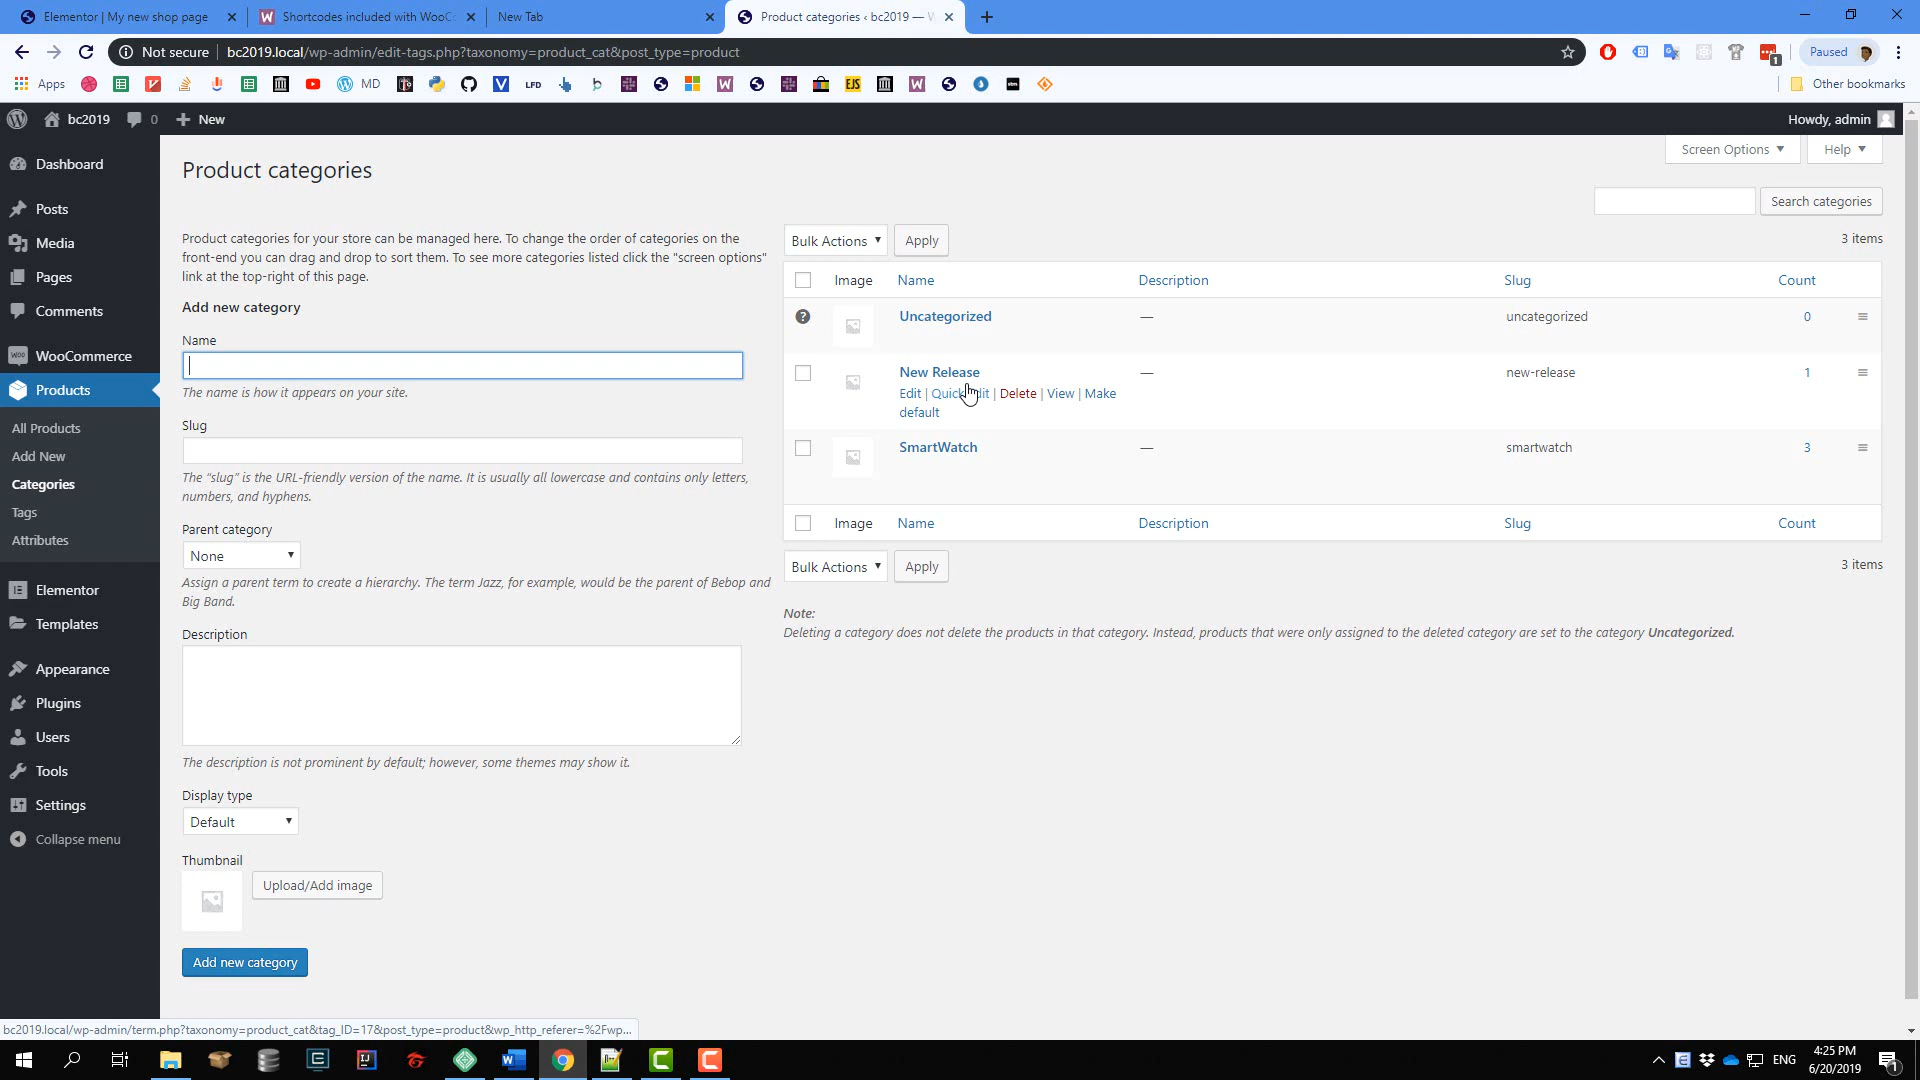 Elementor | My new shop page
Shortcodes included with WooC
New Tab
Product categories ‹ bc2019 — W
Not secure
bc2019.local/wp-admin/edit-tags.php?taxonomy=product_cat&post_type=product
Paused
Apps
MD
LFD
EJS
Other bookmarks
bc2019
0
New
Howdy, admin
Dashboard
Posts
Media
Pages
Comments
WooCommerce
Products
All Products
Add New
Categories
Tags
Attributes
Elementor
Templates
Appearance
Plugins
Users
Tools
Settings
Collapse menu
Screen Options
Help
Product categories
Search categories
Product categories for your store can be managed here. To change the order of categories on the
front-end you can drag and drop to sort them. To see more categories listed click the "screen options"
link at the top-right of this page.
Add new category
Name
The name is how it appears on your site.
Slug
The “slug” is the URL-friendly version of the name. It is usually all lowercase and contains only letters,
numbers, and hyphens.
Parent category
None
Assign a parent term to create a hierarchy. The term Jazz, for example, would be the parent of Bebop and
Big Band.
Description
The description is not prominent by default; however, some themes may show it.
Display type
Default
Thumbnail
Upload/Add image
Add new category
Bulk Actions
Apply
3 items
Image Name Description Slug Count
Uncategorized — uncategorized 0
New Release — new-release 1
Edit | Quick Edit | Delete | View | Make
default
SmartWatch — smartwatch 3
Image Name Description Slug Count
Bulk Actions
Apply
3 items
Note:
Deleting a category does not delete the products in that category. Instead, products that were only assigned to the deleted category are set to the category Uncategorized.
bc2019.local/wp-admin/term.php?taxonomy=product_cat&tag_ID=17&post_type=product&wp_http_referer=%2Fwp...
ENG
4:25 PM
6/20/2019
1